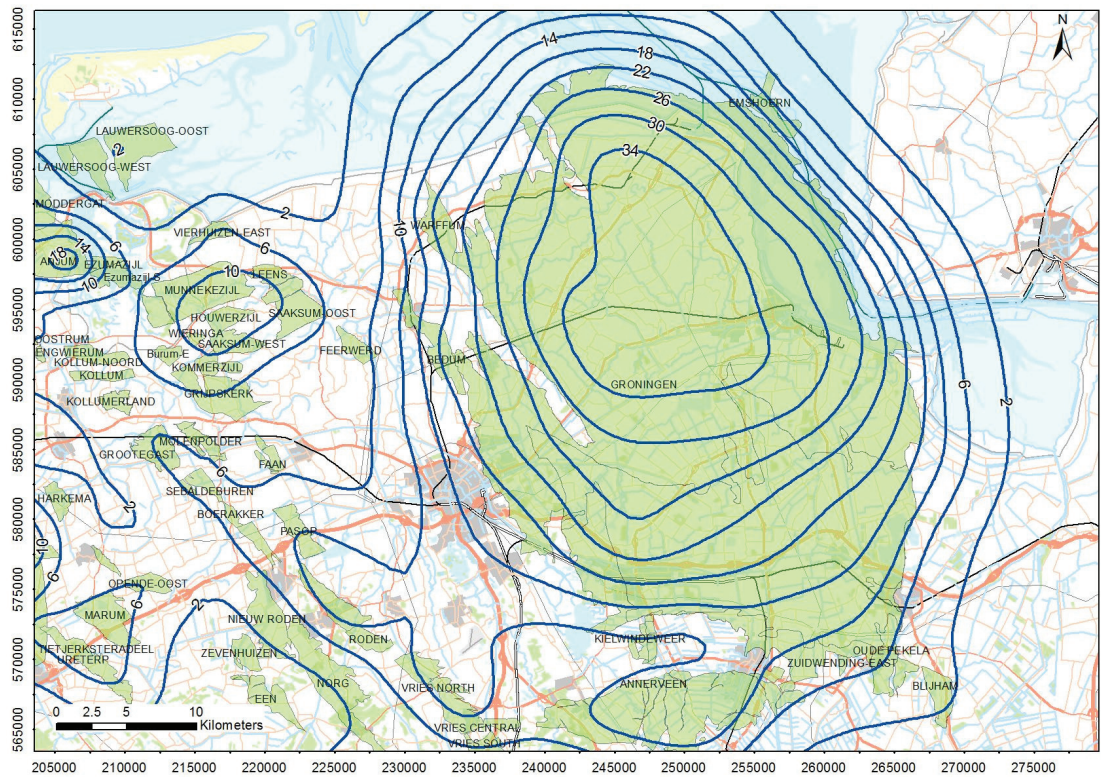 615000
610000
605000
600000
595000
590000
585000
580000
575000
570000
565000
N
14
18
22
26
30
34
EMSHOERN
LAUWERSOOG-OOST
2
LAUWERSOOG-WEST
MODDERGAT
2
WARFFUM
10
VIERHUIZEN-EAST
6
14
6
18
ANJUM
EZUMAZIJL
Ezumazijl-S
10
10
LEENS
MUNNEKEZIJL
HOUWERZIJL
SAAKSUM-OOST
WIERINGA
SAAKSUM-WEST
OOSTRUM
ENGWIERUM
Burum-E
FEERWERD
BEDUM
KOLLUM-NOORD
KOMMERZIJL
KOLLUM
GRIJPSKERK
KOLLUMERLAND
GRONINGEN
6
2
MOLENPOLDER
GROOTEGAST
FAAN
6
SEBALDEBUREN
HARKEMA
2
BOERAKKER
PASOP
10
6
OPENDE-OOST
6
2
MARUM
NIEUW RODEN
RODEN
KIELWINDEWEER
ZEVENHUIZEN
URETERP
OUDE PEKELA
ZUIDWENDING-EAST
EEN
NORG
VRIES NORTH
ANNERVEEN
BLIJHAM
VRIES CENTRAL
VRIES SOUTH
0 2.5 5 10
Kilometers
205000 210000 215000 220000 225000 230000 235000 240000 245000 250000 255000 260000 265000 270000 275000